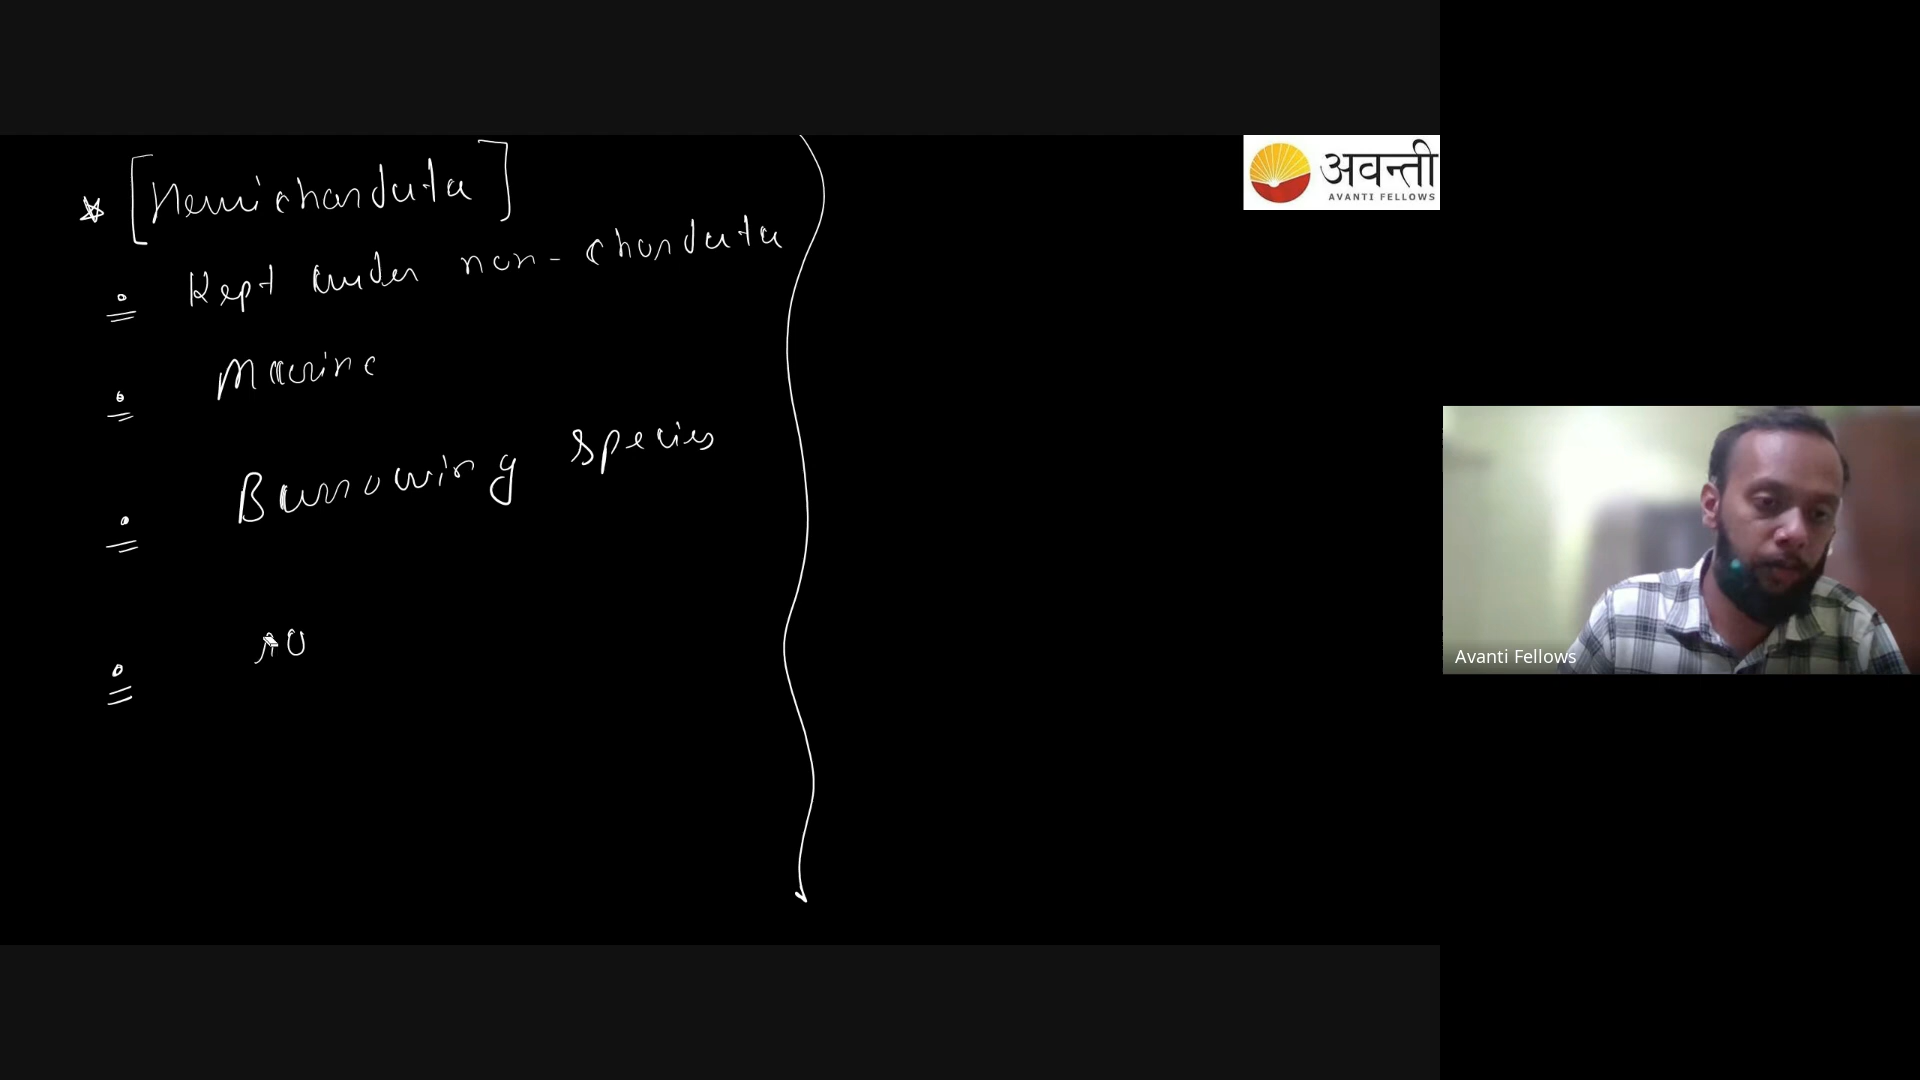 * [Hemichordata]
Kept under non-chordata
Marine
Burrowing species
अवन्ती
AVANTI FELLOWS
Avanti Fellows